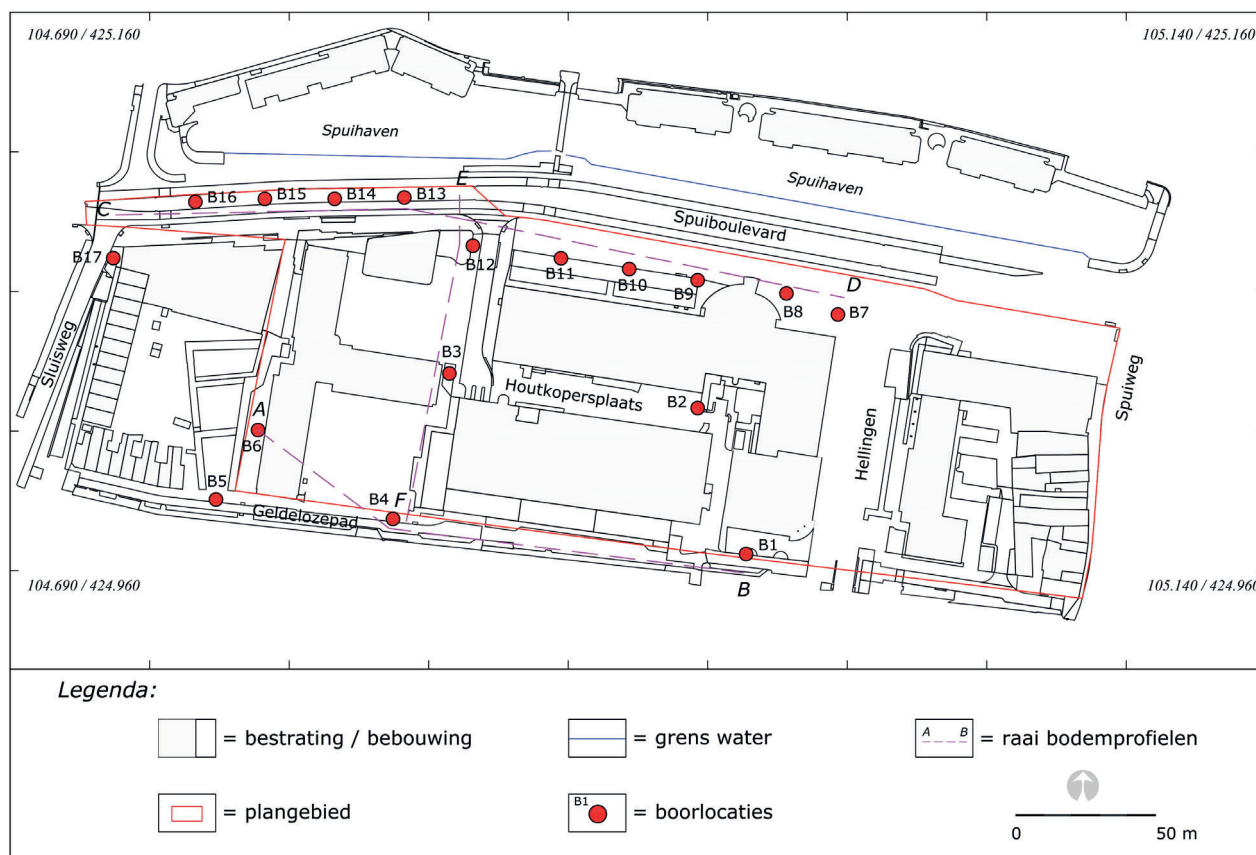 104.690 / 425.160
105.140 / 425.160
Spuihaven
Spuihaven
E
B16
B15
B14
B13
C
Spuiboulevard
B17
B12
B11
B10
B9
D
B8
B7
Sluisweg
B3
Houtkopersplaats
B2
Spuiweg
A
B6
Hellingen
B5
B4
F
Geldelozepad
B1
B
104.690 / 424.960
105.140 / 424.960
Legenda:
= bestrating / bebouwing
= grens water
A B
= raai bodemprofielen
= plangebied
B1
= boorlocaties
0 50 m